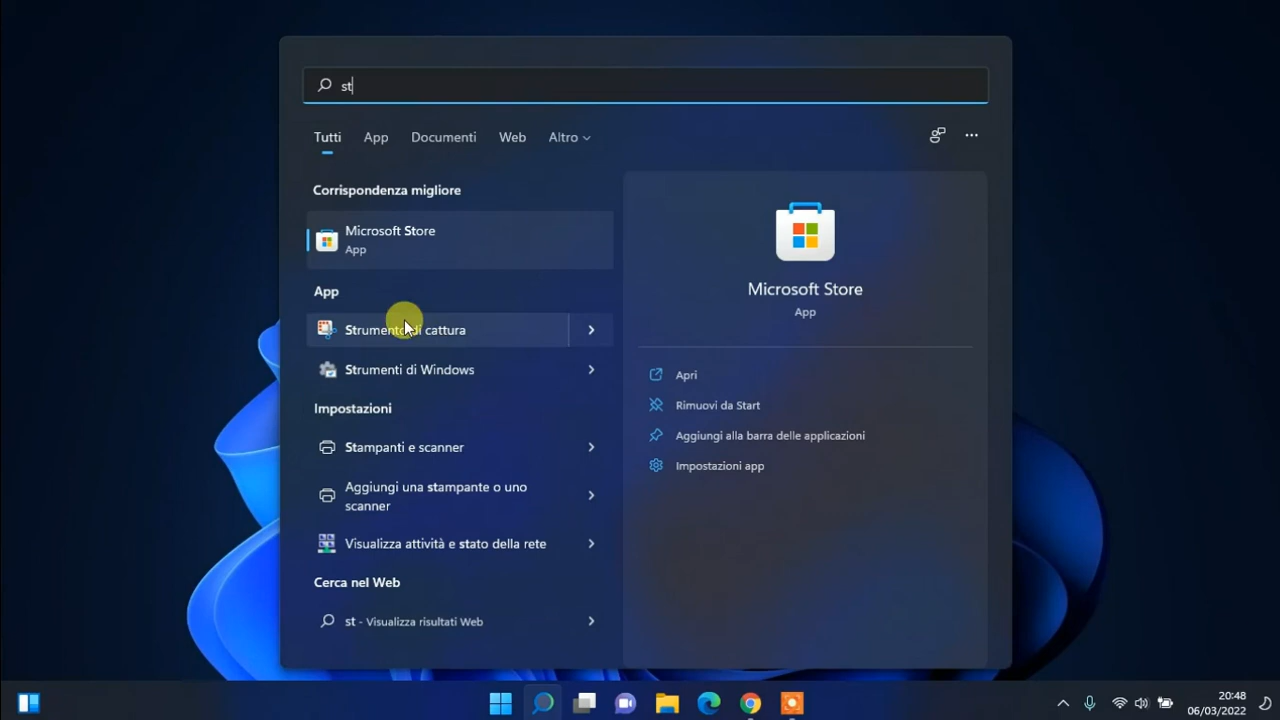 st
Tutti App Documenti Web Altro
Corrispondenza migliore
Microsoft Store
App
App
Strumento di cattura
Strumenti di Windows
Impostazioni
Stampanti e scanner
Aggiungi una stampante o uno
scanner
Visualizza attività e stato della rete
Cerca nel Web
st - Visualizza risultati Web
Microsoft Store
App
Apri
Rimuovi da Start
Aggiungi alla barra delle applicazioni
Impostazioni app
20:48
06/03/2022